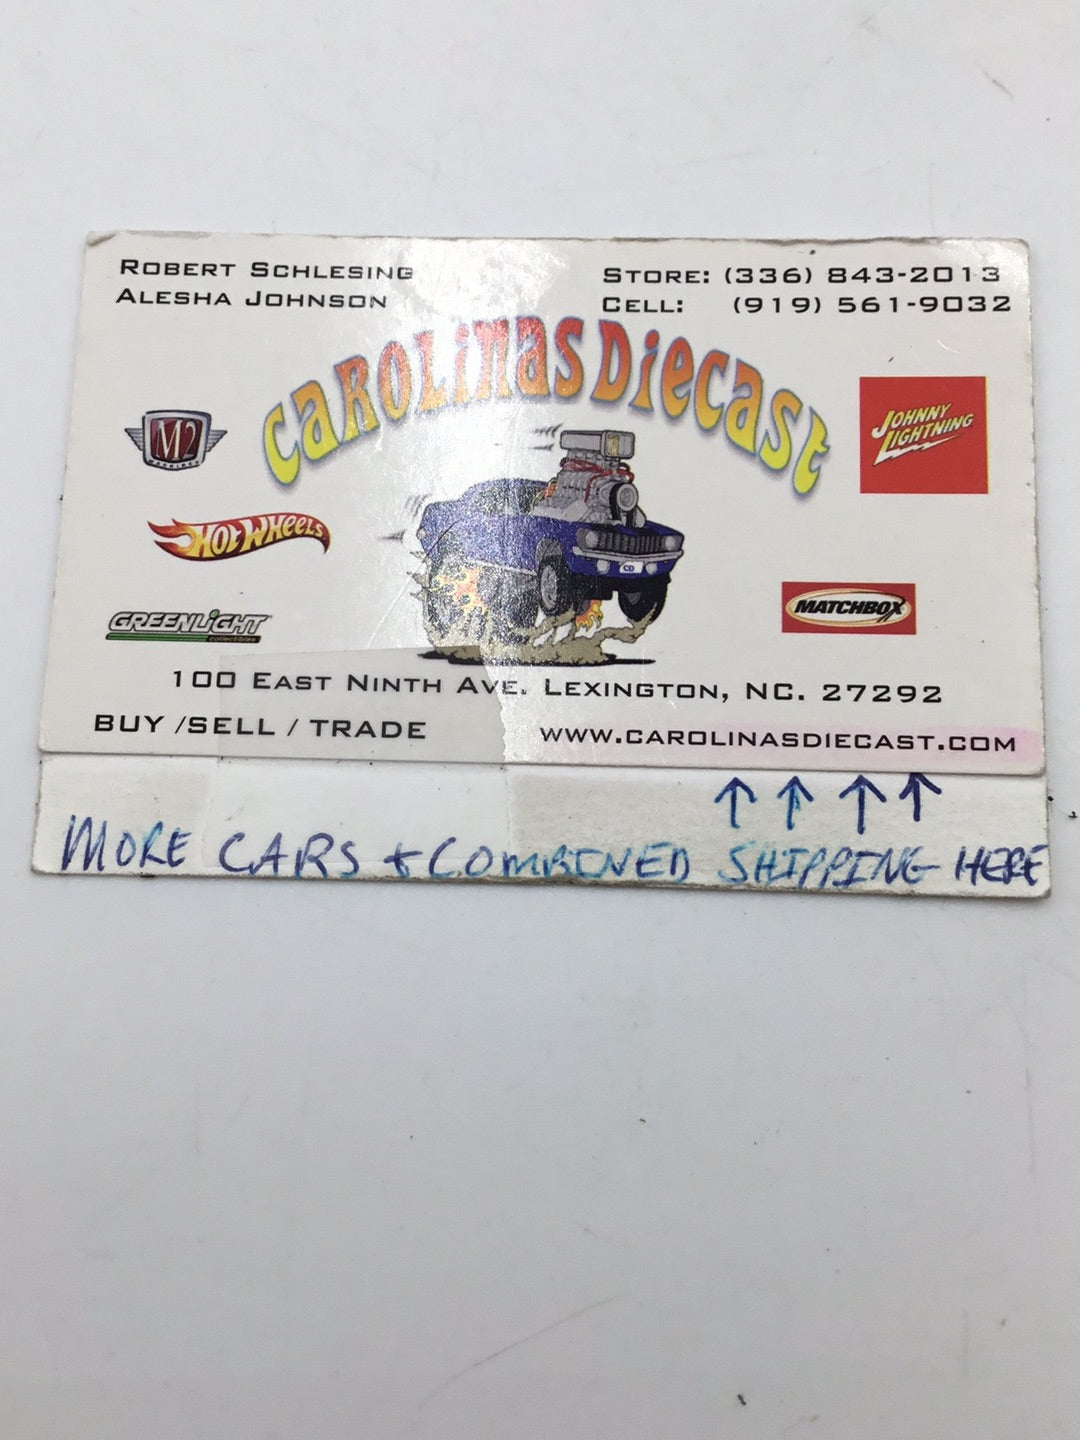 ROBERT SCHLESING
ALESHA JOHNSON
STORE: (336) 843-2013
CELL: (919) 561-9032
CAROLINAS DIECAST
M2
MACHINES
JOHNNY LIGHTNING
HOT WHEELS
CD
GREENLIGHT
collectibles
MATCHBOX
100 EAST NINTH AVE. LEXINGTON, NC. 27292
BUY /SELL / TRADE
WWW.CAROLINASDIECAST.COM
MORE CARS + COMBINED SHIPPING HERE